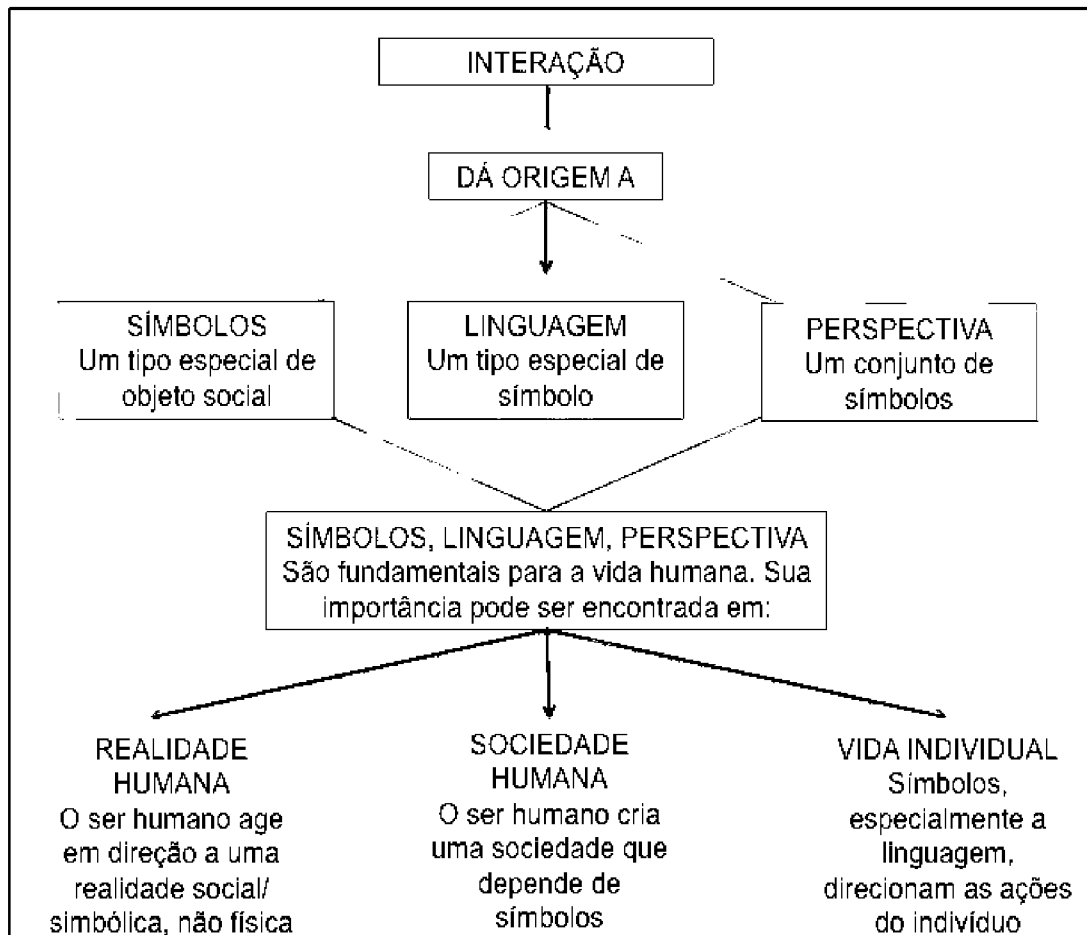 INTERAÇÃO
DÁ ORIGEM A
SÍMBOLOS
Um tipo especial de
objeto social
LINGUAGEM
Um tipo especial de
símbolo
PERSPECTIVA
Um conjunto de
símbolos
SÍMBOLOS, LINGUAGEM, PERSPECTIVA
São fundamentais para a vida humana. Sua
importância pode ser encontrada em:
REALIDADE
HUMANA
O ser humano age
em direção a uma
realidade social/
simbólica, não física
SOCIEDADE
HUMANA
O ser humano cria
uma sociedade que
depende de
símbolos
VIDA INDIVIDUAL
Símbolos,
especialmente a
linguagem,
direcionam as ações
do indivíduo